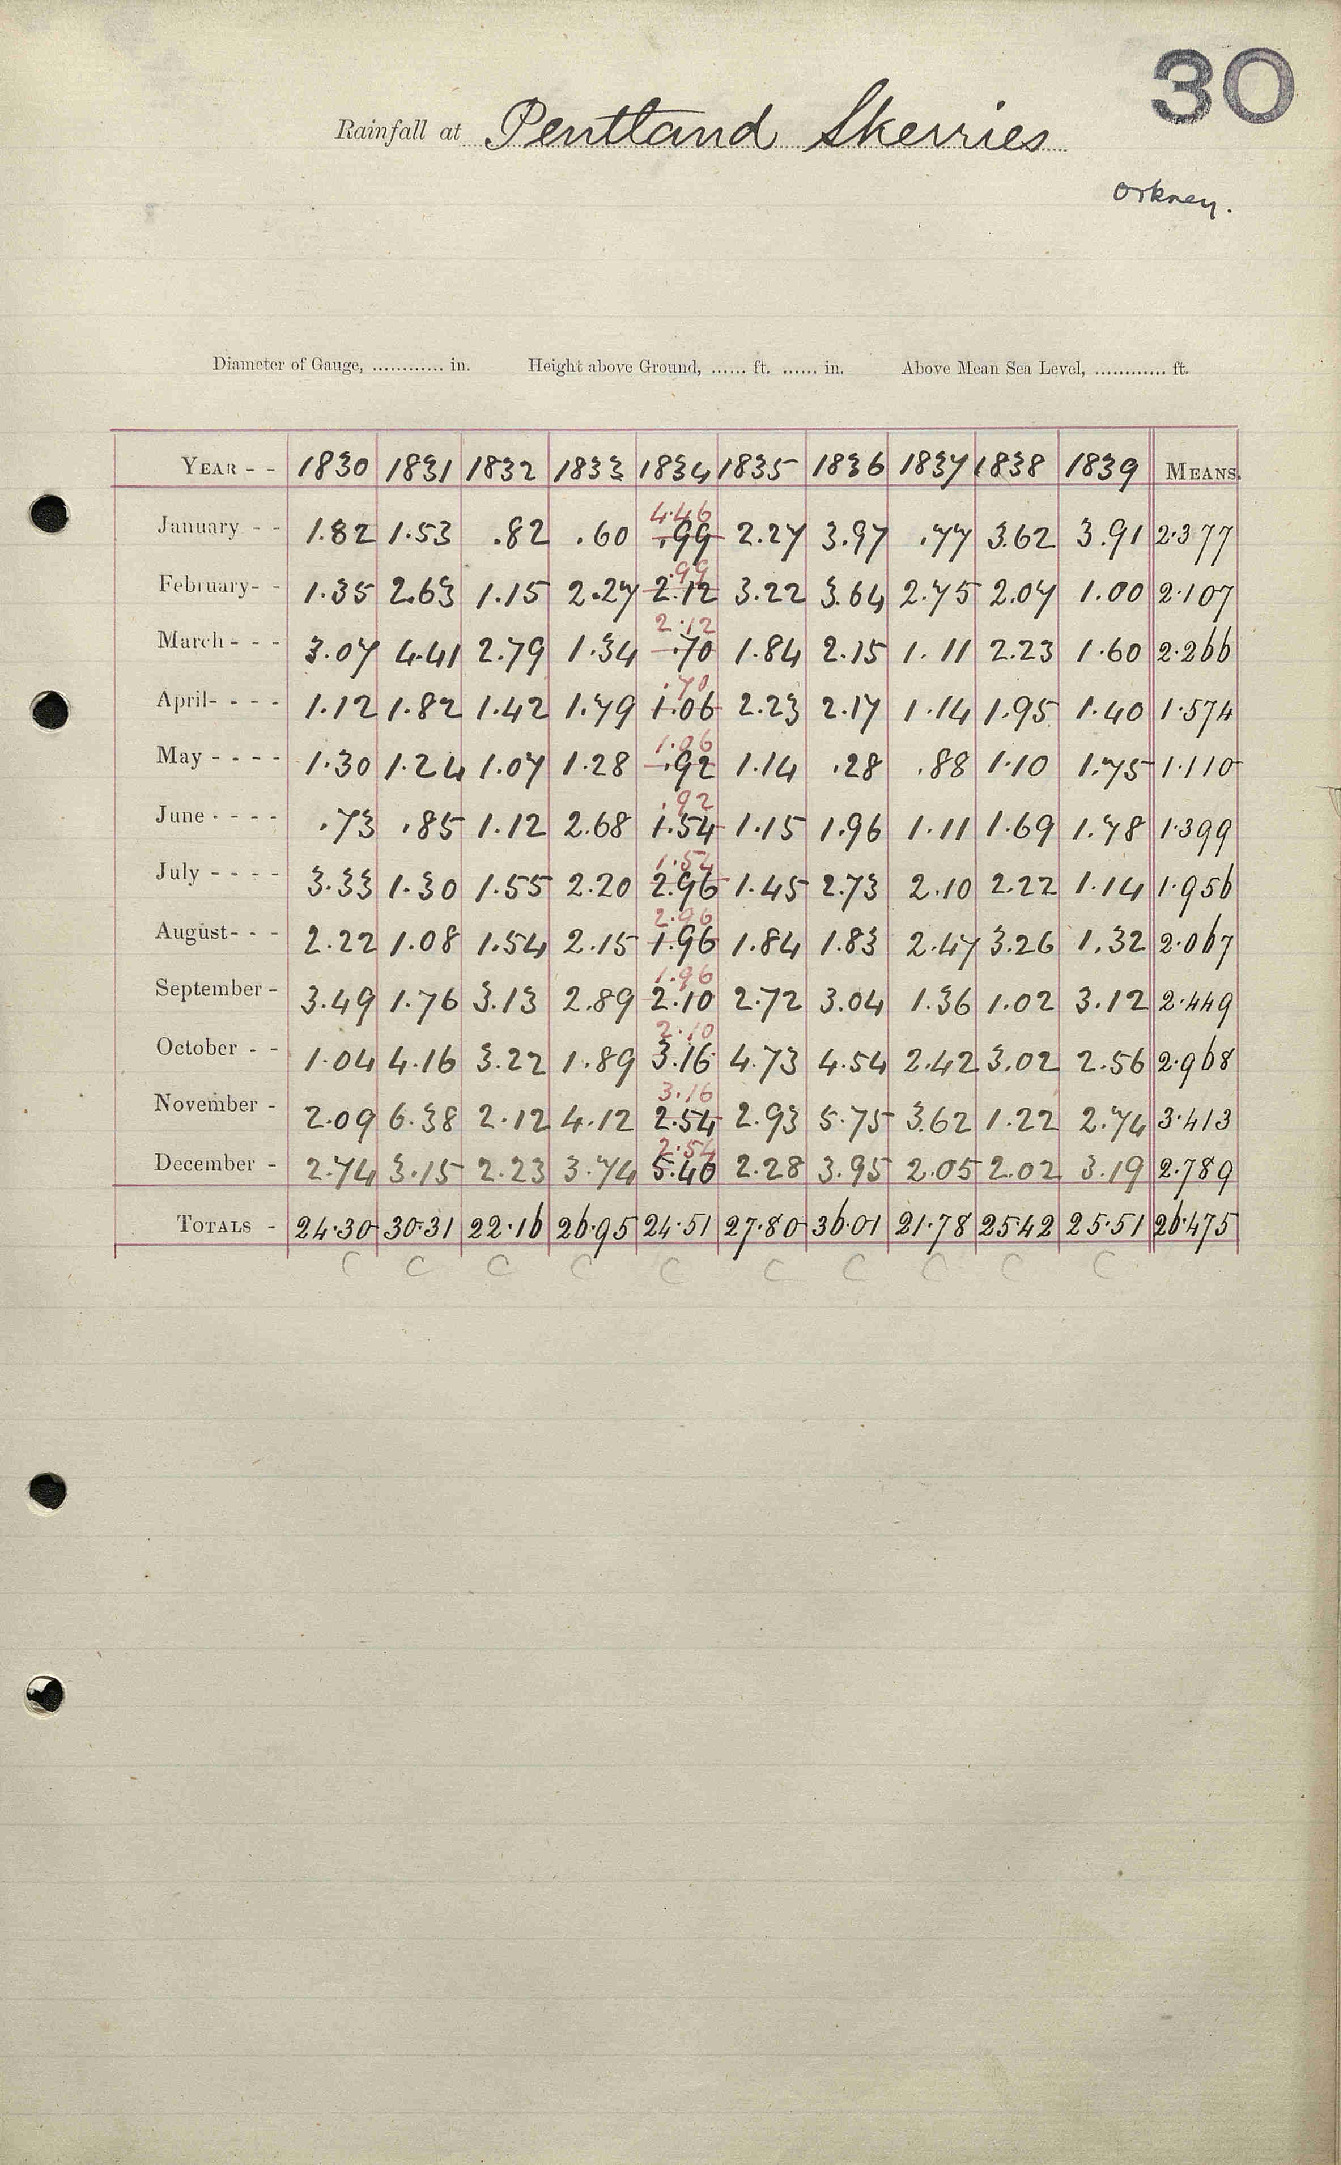 30
Rainfall at Pentland Skerries
Orkney.
Diameter of Gauge, ............ in. Height above Ground, ...... ft. ...... in. Above Mean Sea Level, ............ ft.
YEAR - - 1830 1831 1832 1833 1834 1835 1836 1837 1838 1839 MEANS.
4.46
January - - 1.82 1.53 .82 .60 .99 2.27 3.97 .77 3.62 3.91 2.377
.99
February - - 1.35 2.63 1.15 2.27 2.12 3.22 3.64 2.75 2.07 1.00 2.107
2.12
March - - - 3.07 4.41 2.79 1.34 .70 1.84 2.15 1.11 2.23 1.60 2.266
.70
April - - - - 1.12 1.82 1.42 1.79 1.06 2.23 2.17 1.14 1.95 1.40 1.574
1.06
May - - - - 1.30 1.24 1.07 1.28 .92 1.14 .28 .88 1.10 1.75 1.110
.92
June - - - - .73 .85 1.12 2.68 1.54 1.15 1.96 1.11 1.69 1.78 1.399
1.54
July - - - - 3.33 1.30 1.55 2.20 2.96 1.45 2.73 2.10 2.22 1.14 1.956
2.96
August - - - 2.22 1.08 1.54 2.15 1.96 1.84 1.83 2.47 3.26 1.32 2.067
1.96
September - 3.49 1.76 3.13 2.89 2.10 2.72 3.04 1.36 1.02 3.12 2.449
2.10
October - - 1.04 4.16 3.22 1.89 3.16 4.73 4.54 2.42 3.02 2.56 2.968
3.16
November - 2.09 6.38 2.12 4.12 2.54 2.93 5.75 3.62 1.22 2.74 3.413
2.54
December - 2.74 3.15 2.23 3.74 5.40 2.28 3.95 2.05 2.02 3.19 2.789
TOTALS - 24.30 30.31 22.16 26.95 24.51 27.80 36.01 21.78 25.42 25.51 26.475
C C C C C C C C C C